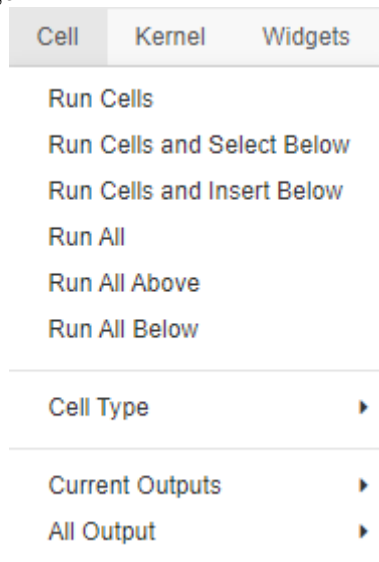 Cell Kernel Widgets
Run Cells
Run Cells and Select Below
Run Cells and Insert Below
Run All
Run All Above
Run All Below
Cell Type
Current Outputs
All Output